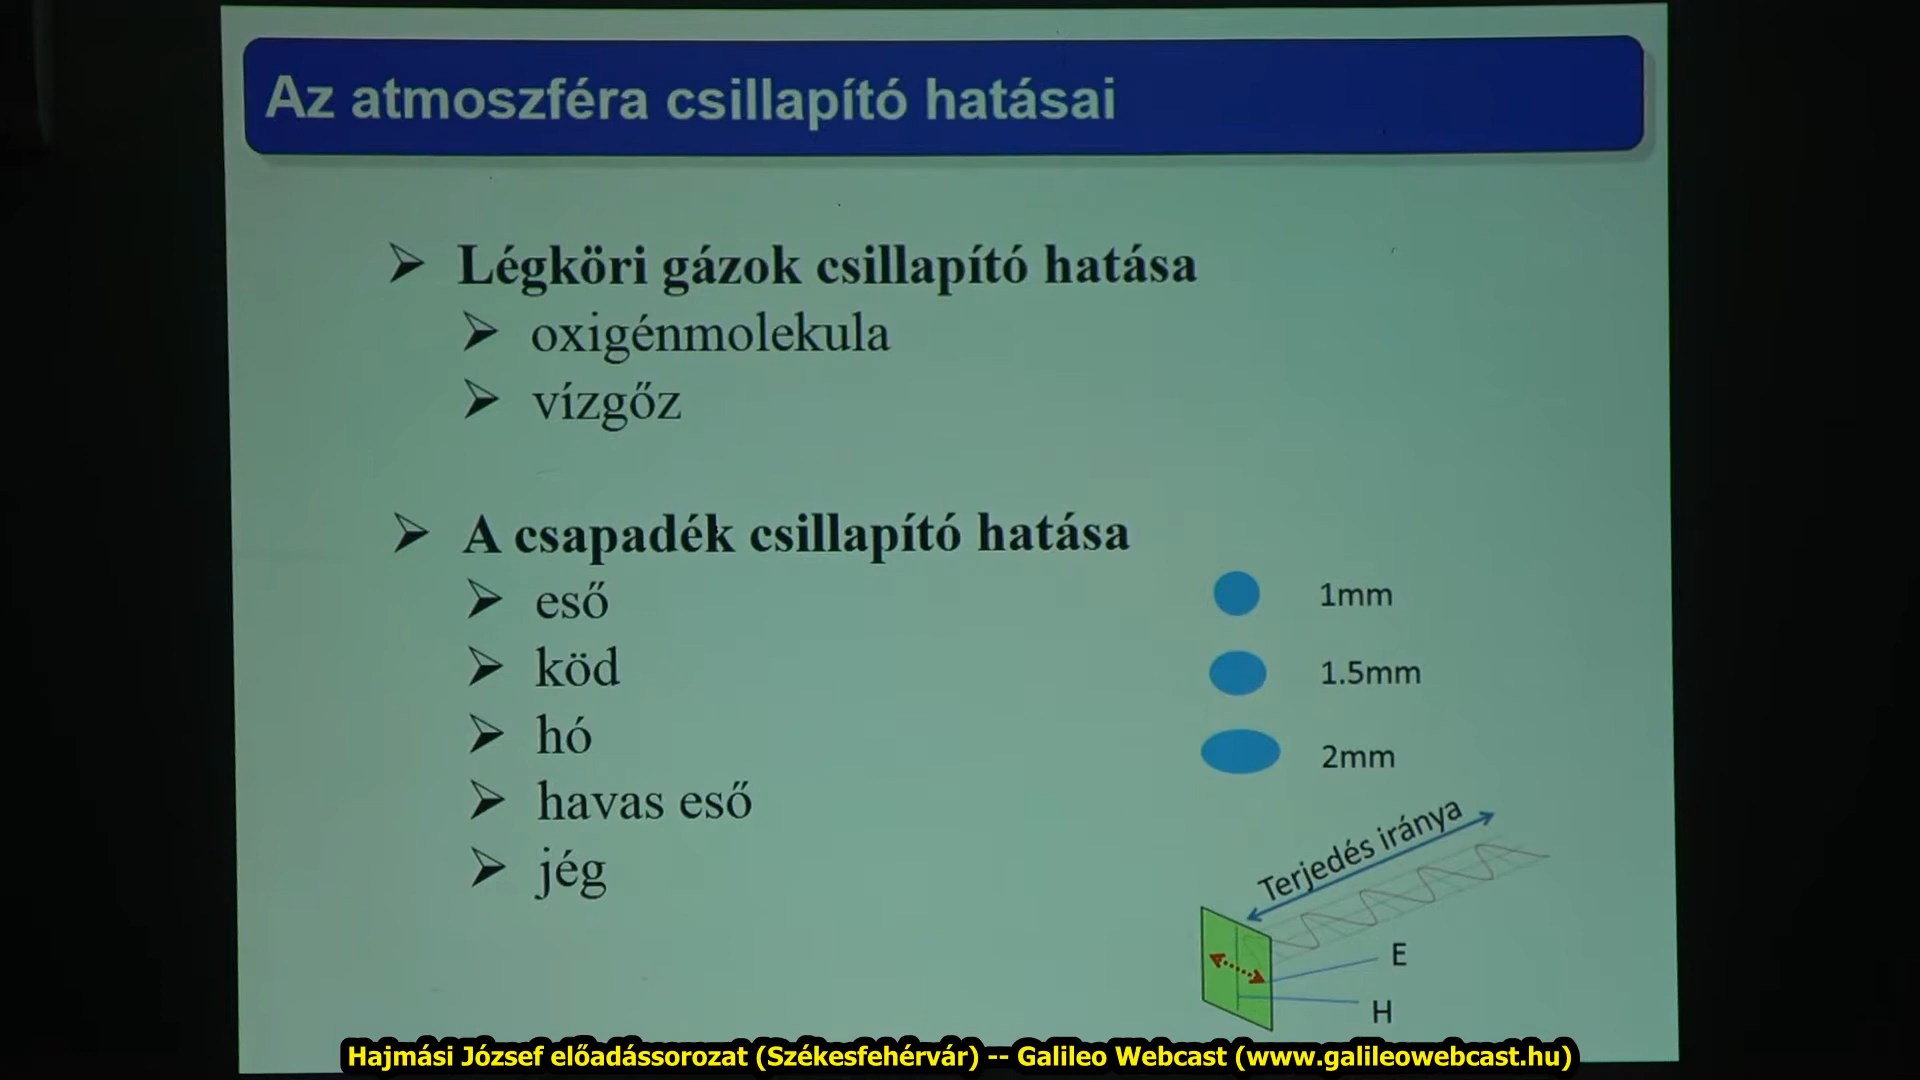 Az atmoszféra csillapító hatásai
Légköri gázok csillapító hatása
oxigénmolekula
vízgőz
A csapadék csillapító hatása
eső
köd
hó
havas eső
jég
1mm
1.5mm
2mm
Terjedés iránya
E
H
Hajmási József előadássorozat (Székesfehérvár) -- Galileo Webcast (www.galileowebcast.hu)